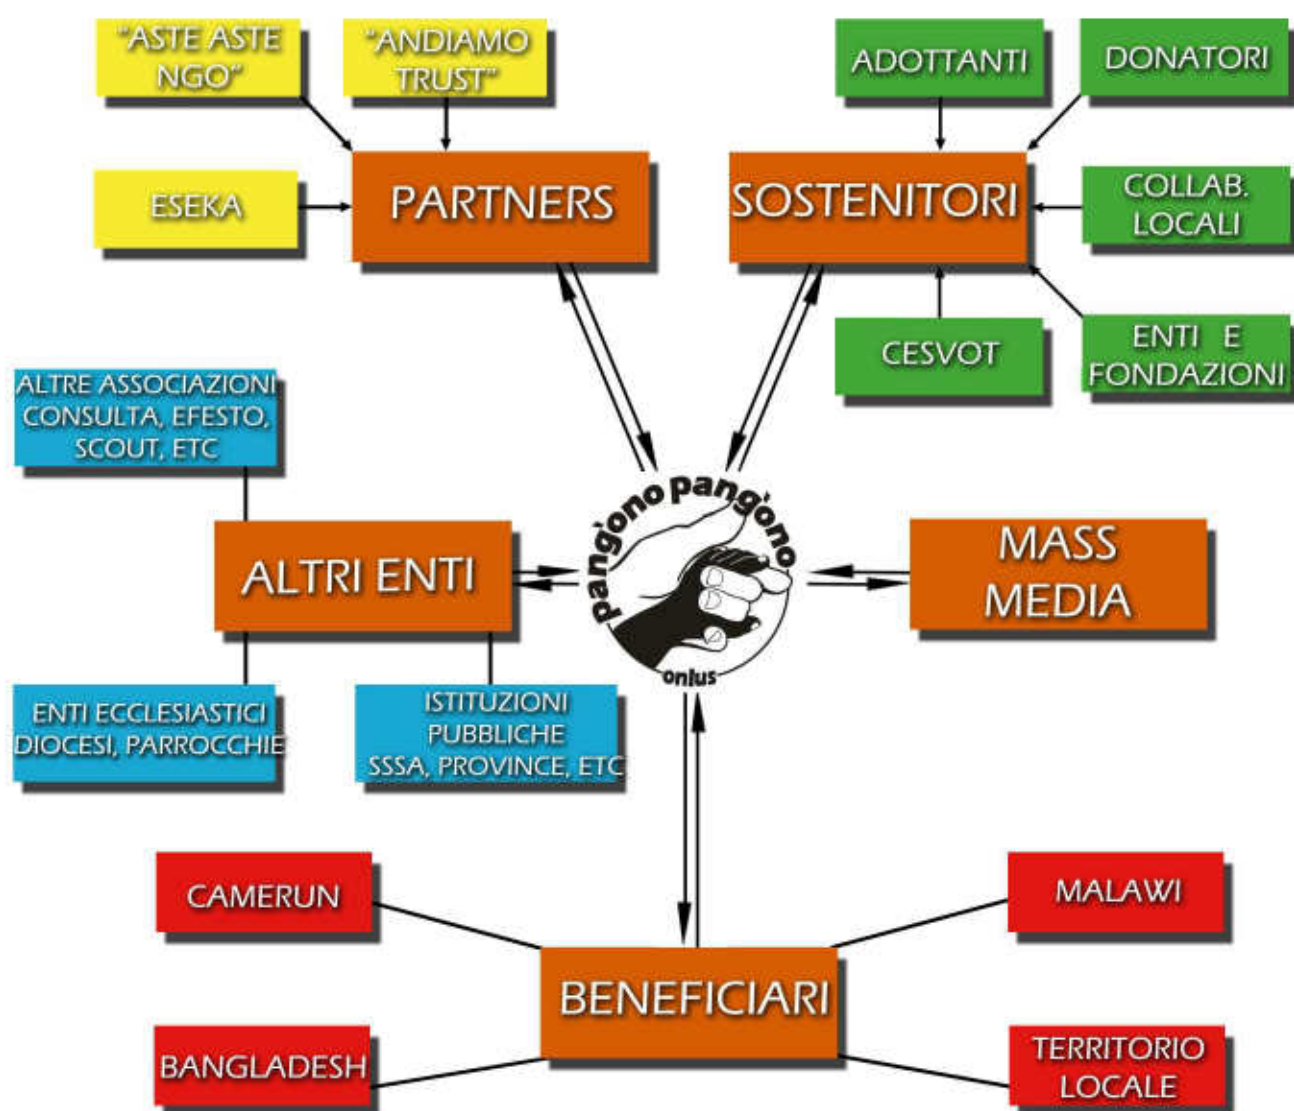 "ASTE ASTE
NGO"
"ANDIAMO
TRUST"
ADOTTANTI
DONATORI
ESEKA
PARTNERS
SOSTENITORI
COLLAB.
LOCALI
CESVOT
ENTI E
FONDAZIONI
ALTRE ASSOCIAZIONI
CONSULTA, EFESTO,
SCOUT, ETC
ALTRI ENTI
pangòno pangòno
onlus
MASS
MEDIA
ENTI ECCLESIASTICI
DIOCESI, PARROCCHIE
ISTITUZIONI
PUBBLICHE
SSSA, PROVINCE, ETC
CAMERUN
MALAWI
BENEFICIARI
BANGLADESH
TERRITORIO
LOCALE